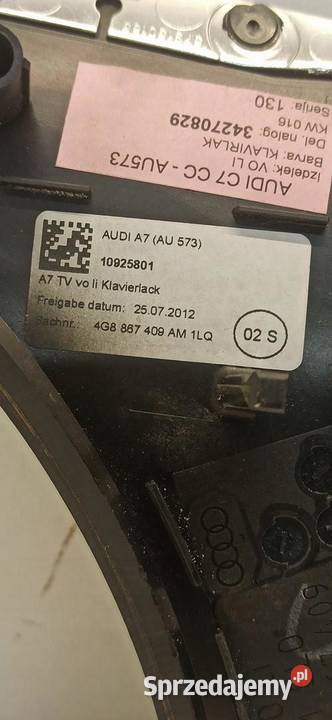 AUDI C7 CC - AU573
Izdelek: VO LI
Barva: KLAVIRLAK
Del. nalog: 34270829
KW 016
Serija: 130
AUDI A7 (AU 573)
10925801
A7 TV vo li Klavierlack
Freigabe datum: 25.07.2012
Sachnr.: 4G8 867 409 AM 1LQ
02 S
Sprzedajemy.pl